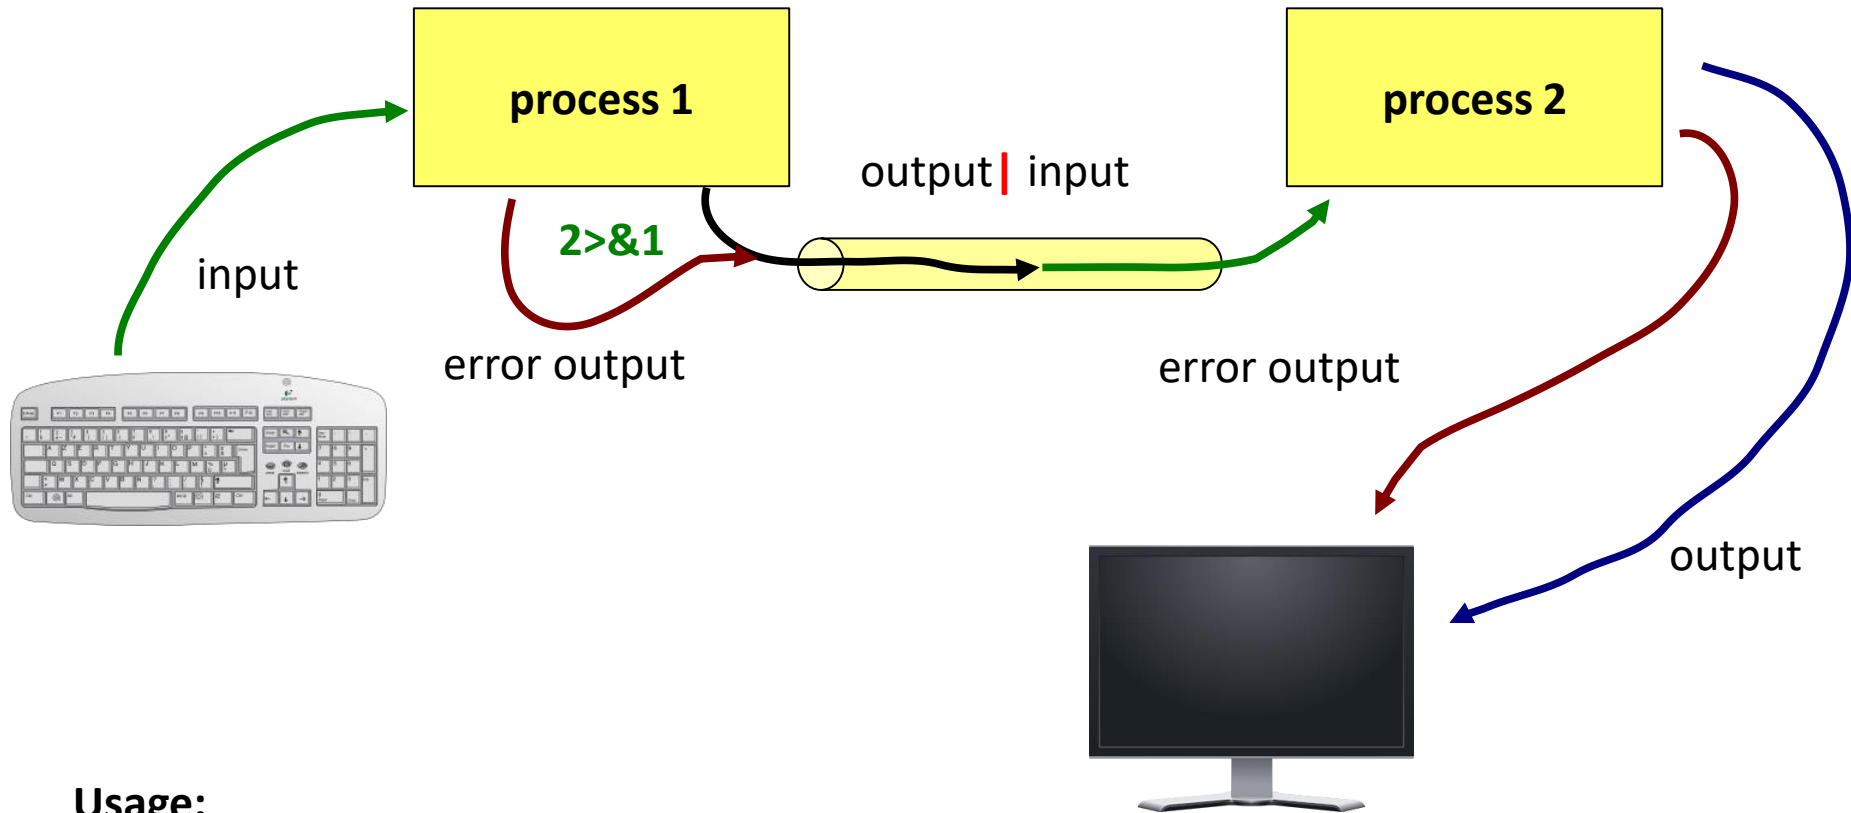 process 1
process 2
output| input
2>&1
input
error output
error output
output
Usage: